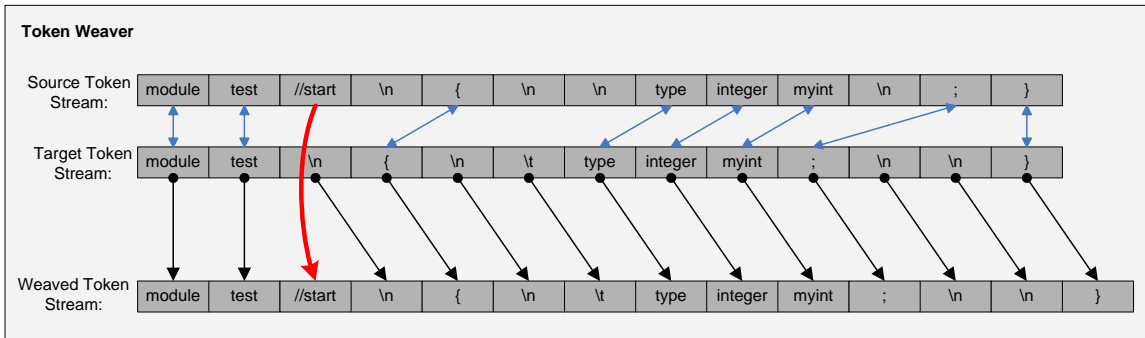 Token Weaver
Source Token
Stream:
module test //start \n { \n \n type integer myint \n ; }
Target Token
Stream:
module test \n { \n \t type integer myint ; \n \n }
Weaved Token
Stream:
module test //start \n { \n \t type integer myint ; \n \n }